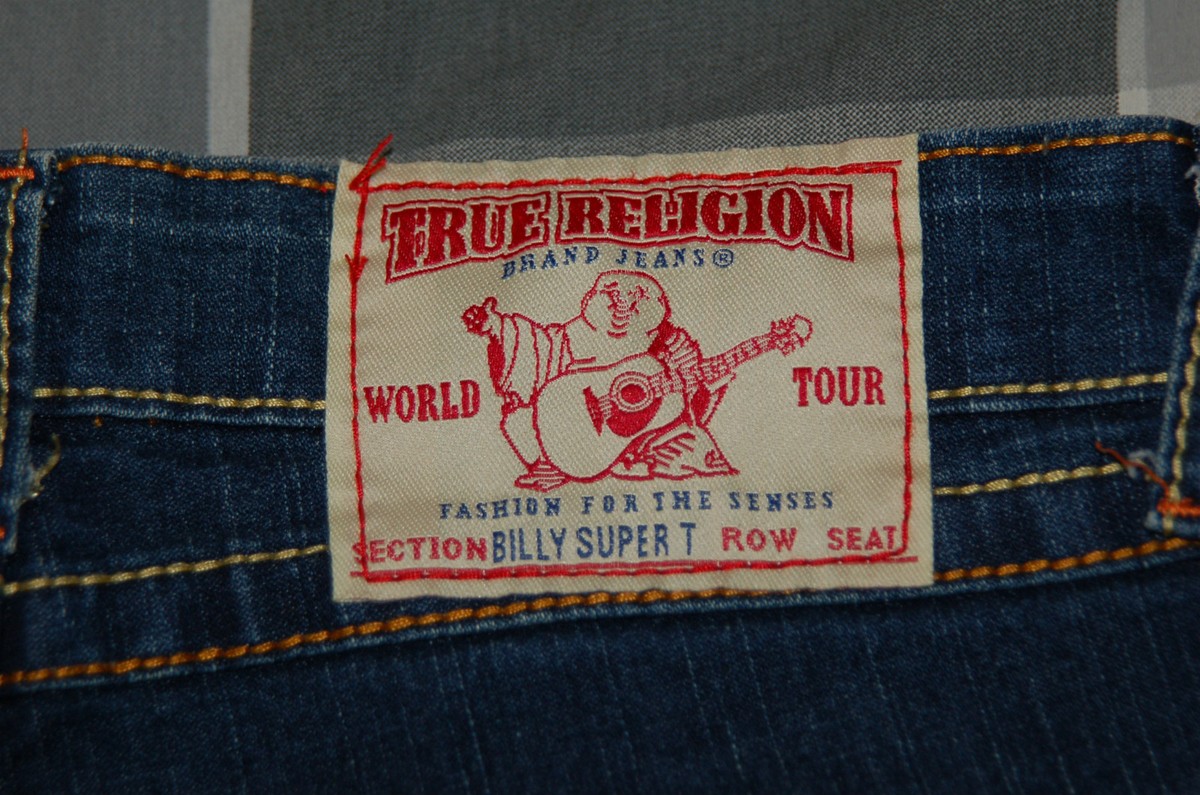 TRUE RELIGION
BRAND JEANS®
WORLD TOUR
FASHION FOR THE SENSES
SECTION BILLY SUPER T ROW SEAT